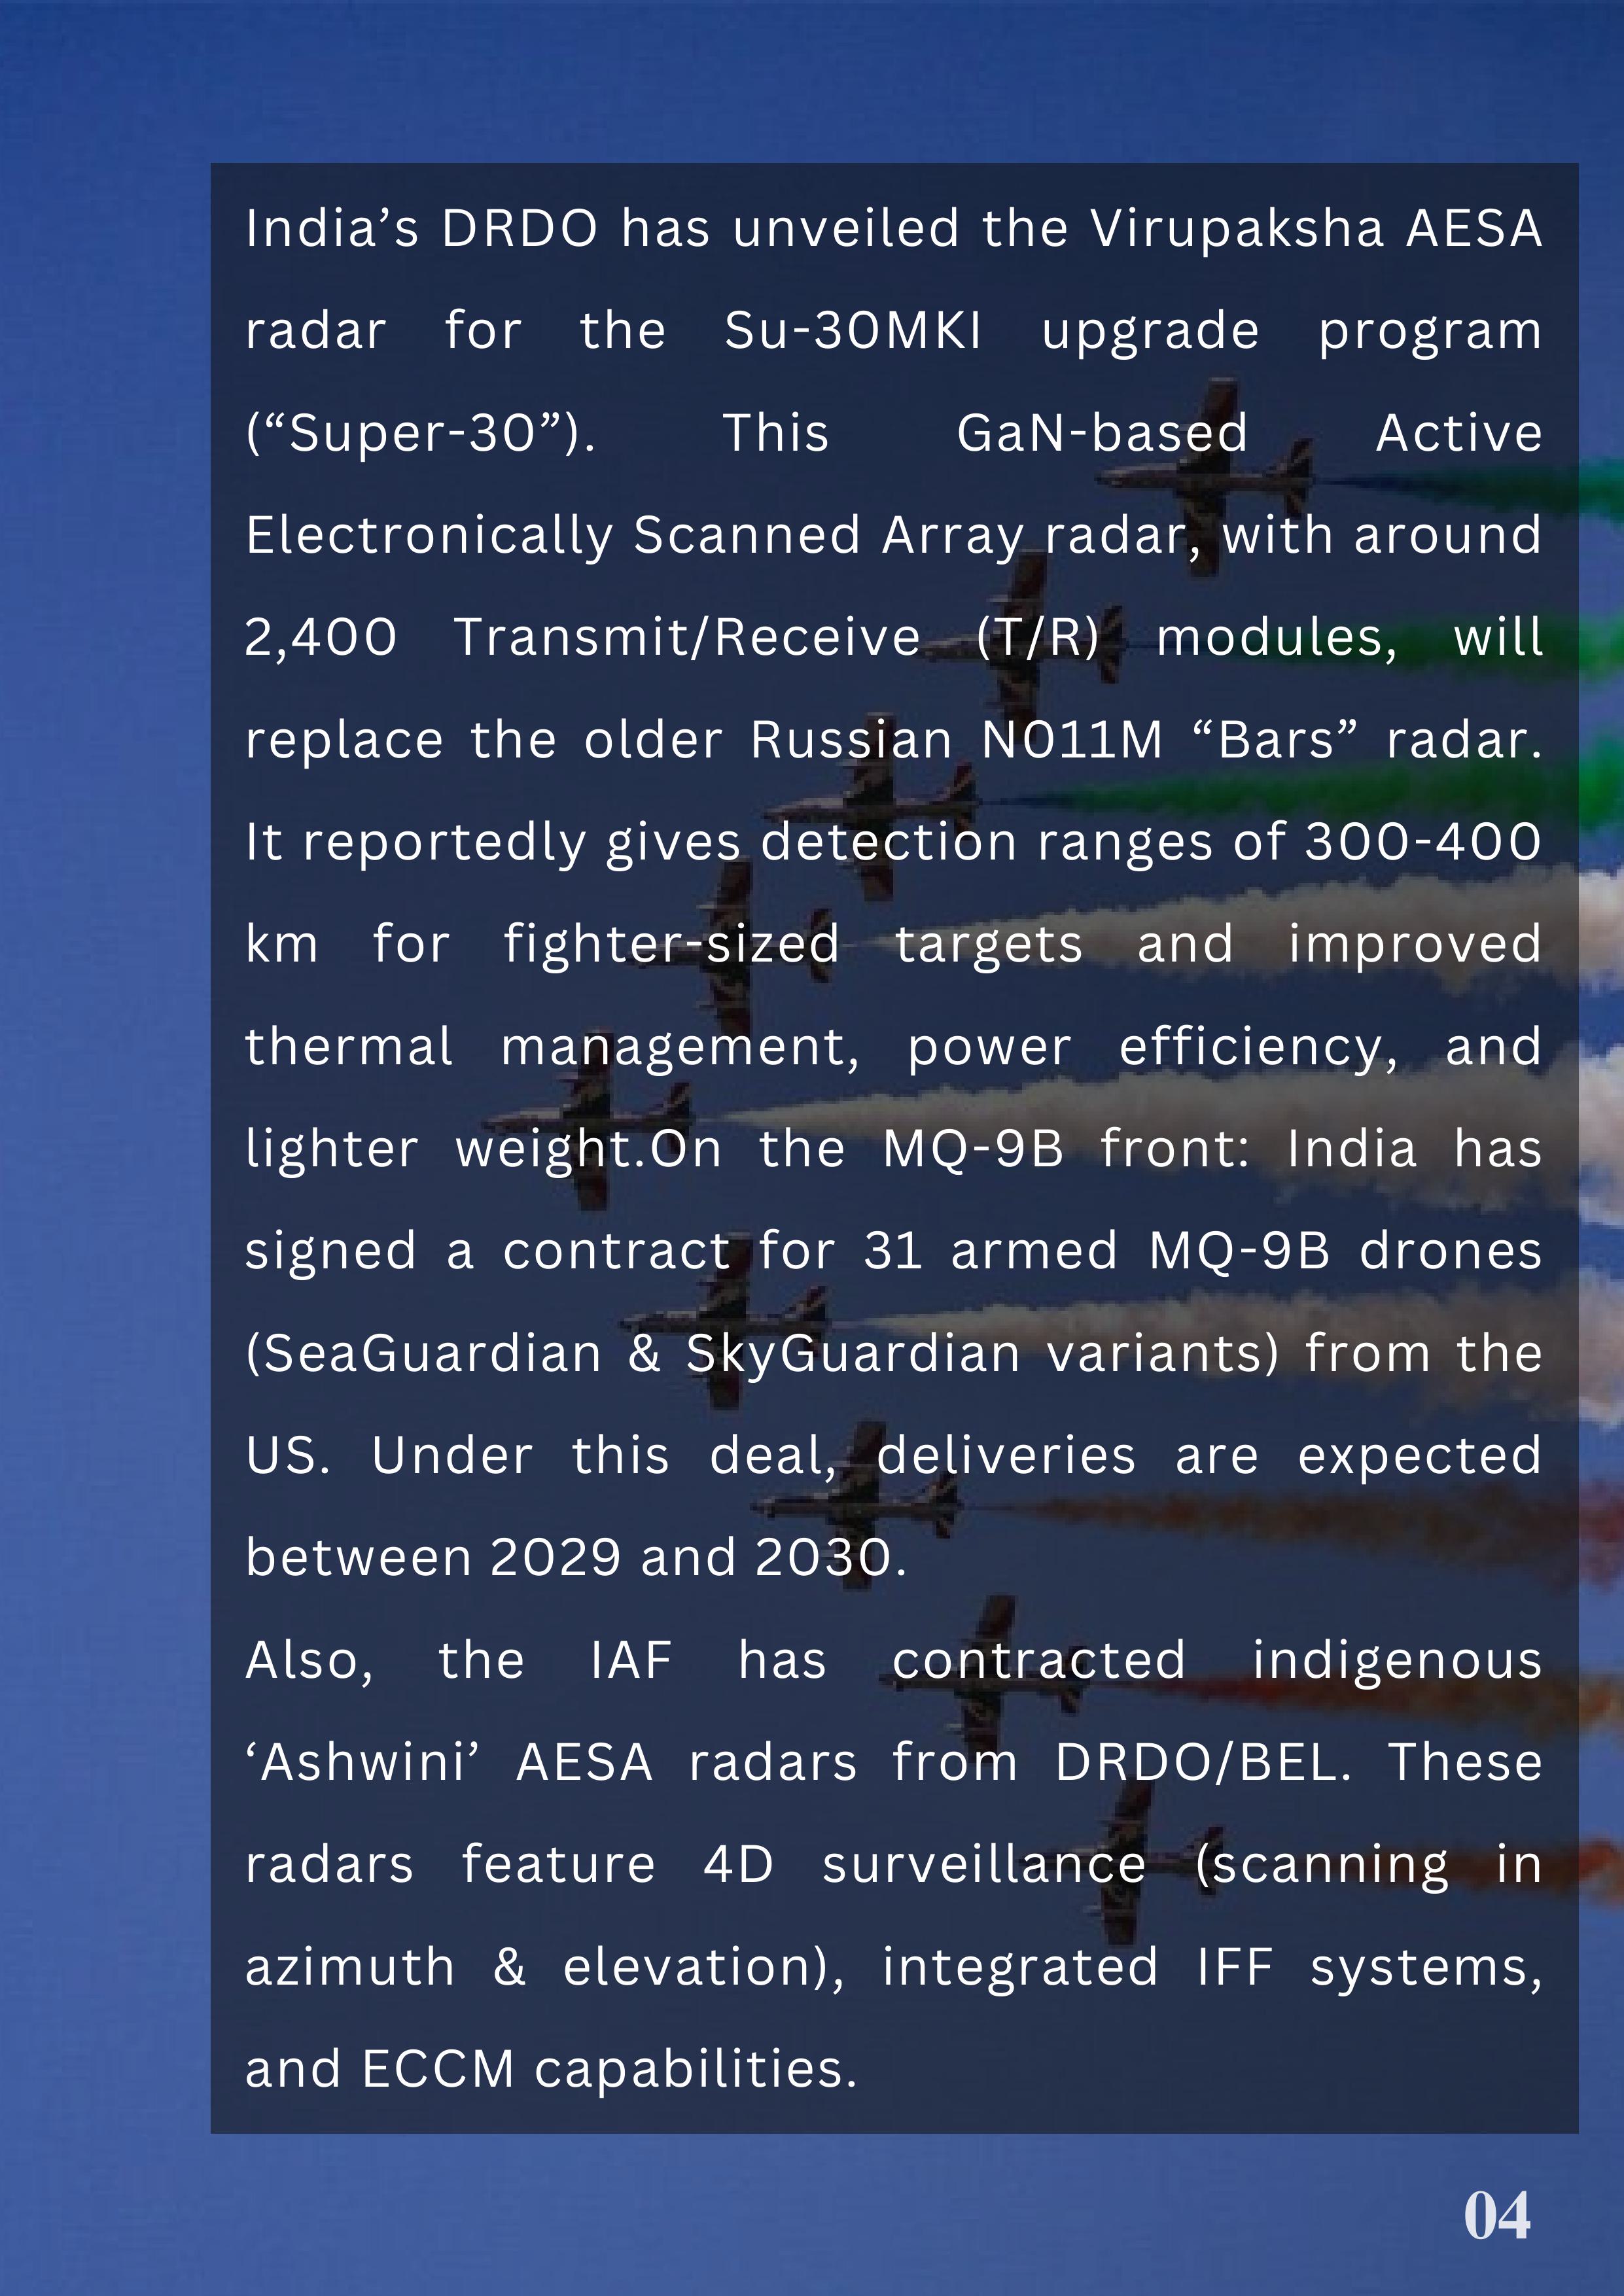 India’s DRDO has unveiled the Virupaksha AESA
radar for the Su-30MKI upgrade program
(“Super-30”). This GaN-based Active
Electronically Scanned Array radar, with around
2,400 Transmit/Receive (T/R) modules, will
replace the older Russian N011M “Bars” radar.
It reportedly gives detection ranges of 300-400
km for fighter-sized targets and improved
thermal management, power efficiency, and
lighter weight.On the MQ-9B front: India has
signed a contract for 31 armed MQ-9B drones
(SeaGuardian & SkyGuardian variants) from the
US. Under this deal, deliveries are expected
between 2029 and 2030.
Also, the IAF has contracted indigenous
‘Ashwini’ AESA radars from DRDO/BEL. These
radars feature 4D surveillance (scanning in
azimuth & elevation), integrated IFF systems,
and ECCM capabilities.
04